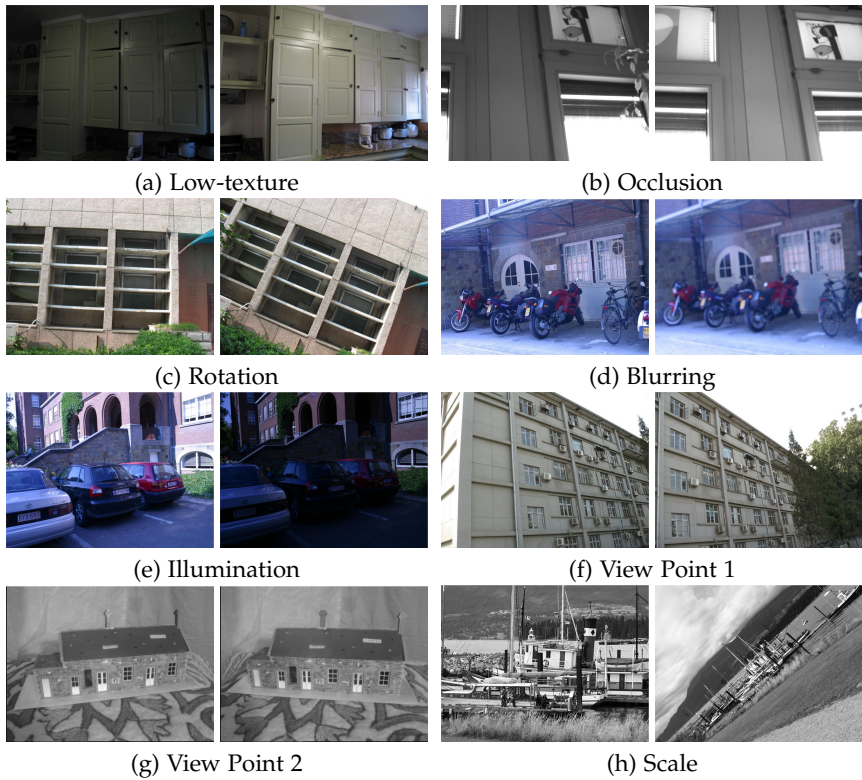 (a) Low-texture
(b) Occlusion
(c) Rotation
(d) Blurring
(e) Illumination
(f) View Point 1
(g) View Point 2
(h) Scale